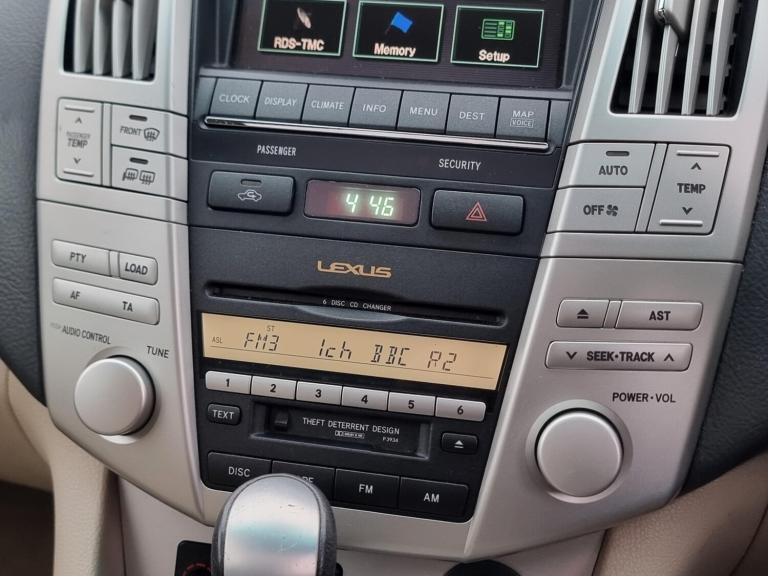 RDS-TMC
Memory
Setup
CLOCK DISPLAY CLIMATE INFO MENU DEST MAP VOICE
PASSENGER TEMP
FRONT
PASSENGER
SECURITY
4 46
AUTO
OFF
TEMP
LEXUS
6 DISC CD CHANGER
PTY LOAD
AF TA
PUSH AUDIO CONTROL
TUNE
ASL ST FM3 1ch BBC R2
AST
SEEK·TRACK
POWER·VOL
1 2 3 4 5 6
TEXT
THEFT DETERRENT DESIGN
P3934
DISC
FM
AM